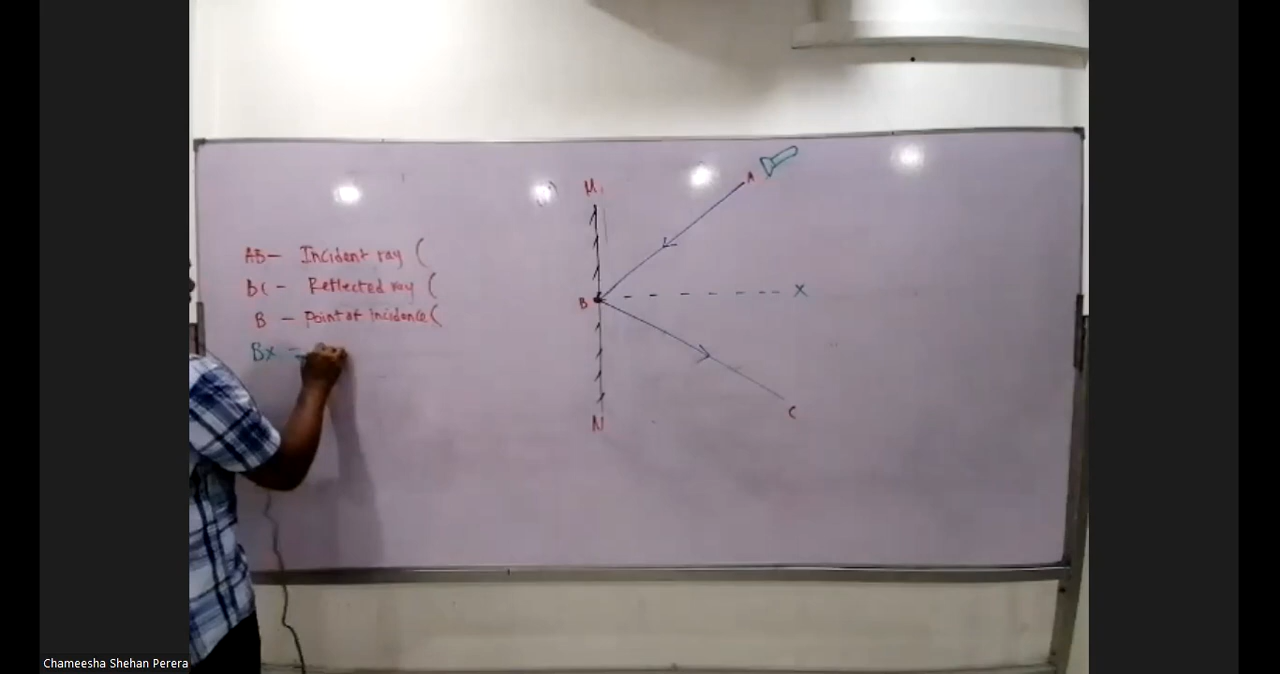 M
A
AB - Incident ray (
BC - Reflected ray (
X
B
B - Point of Incidence (
BX -
C
N
Chameesha Shehan Perera